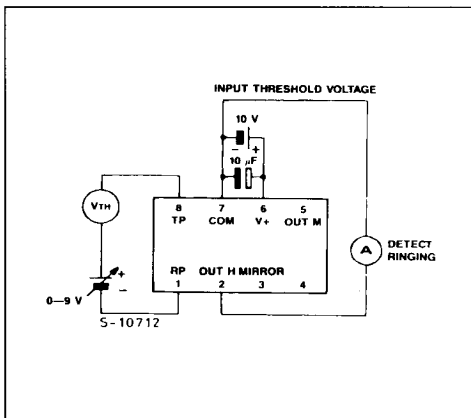 INPUT THRESHOLD VOLTAGE
10 V
− +
10 µF
VTH
8 7 6 5
TP COM V+ OUT M
A
DETECT
RINGING
+
−
0—9 V
RP OUT H MIRROR
1 2 3 4
S-10712